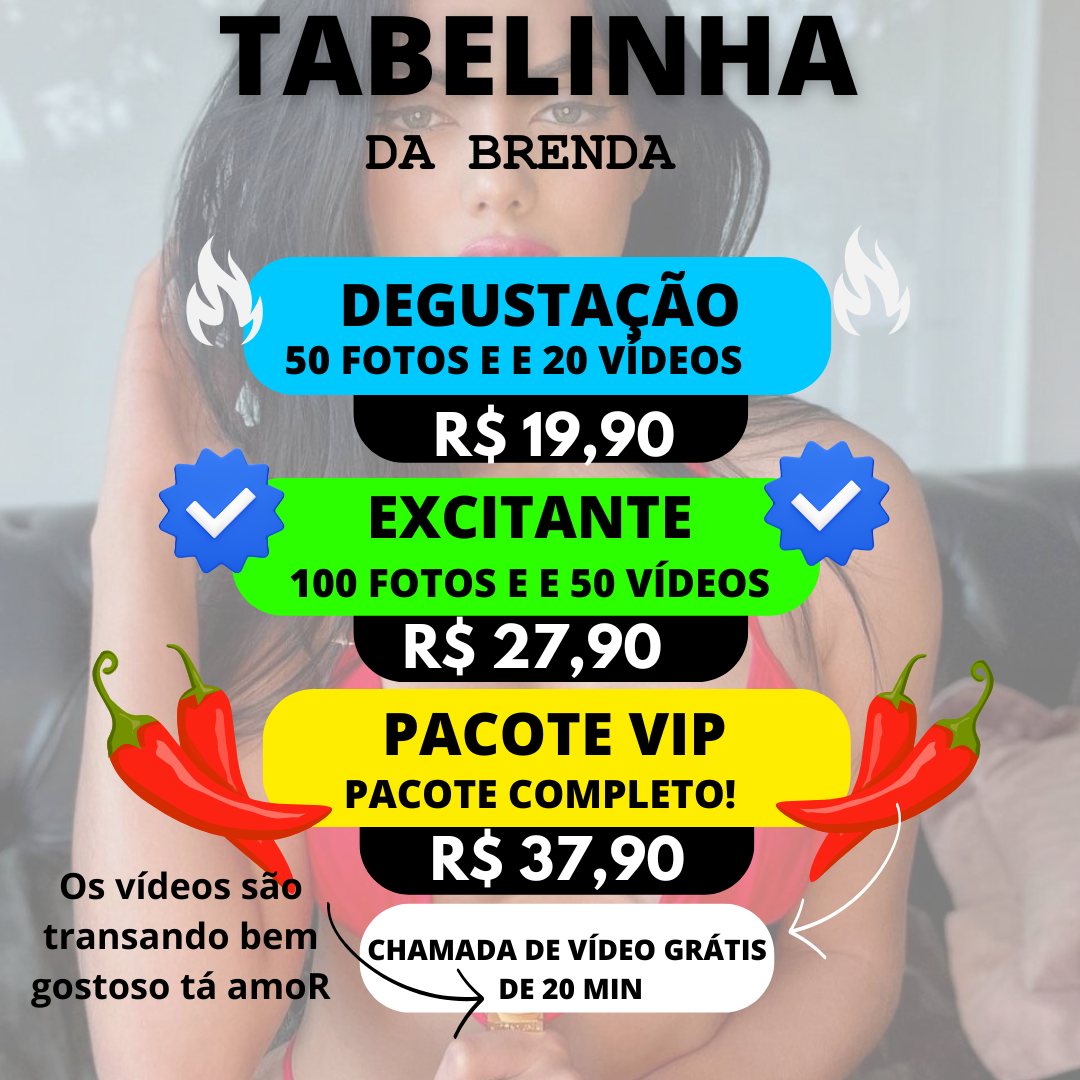 TABELINHA
DA BRENDA
DEGUSTAÇÃO
50 FOTOS E E 20 VÍDEOS
R$ 19,90
EXCITANTE
100 FOTOS E E 50 VÍDEOS
R$ 27,90
PACOTE VIP
PACOTE COMPLETO!
R$ 37,90
Os vídeos são
transando bem
gostoso tá amoR
CHAMADA DE VÍDEO GRÁTIS
DE 20 MIN